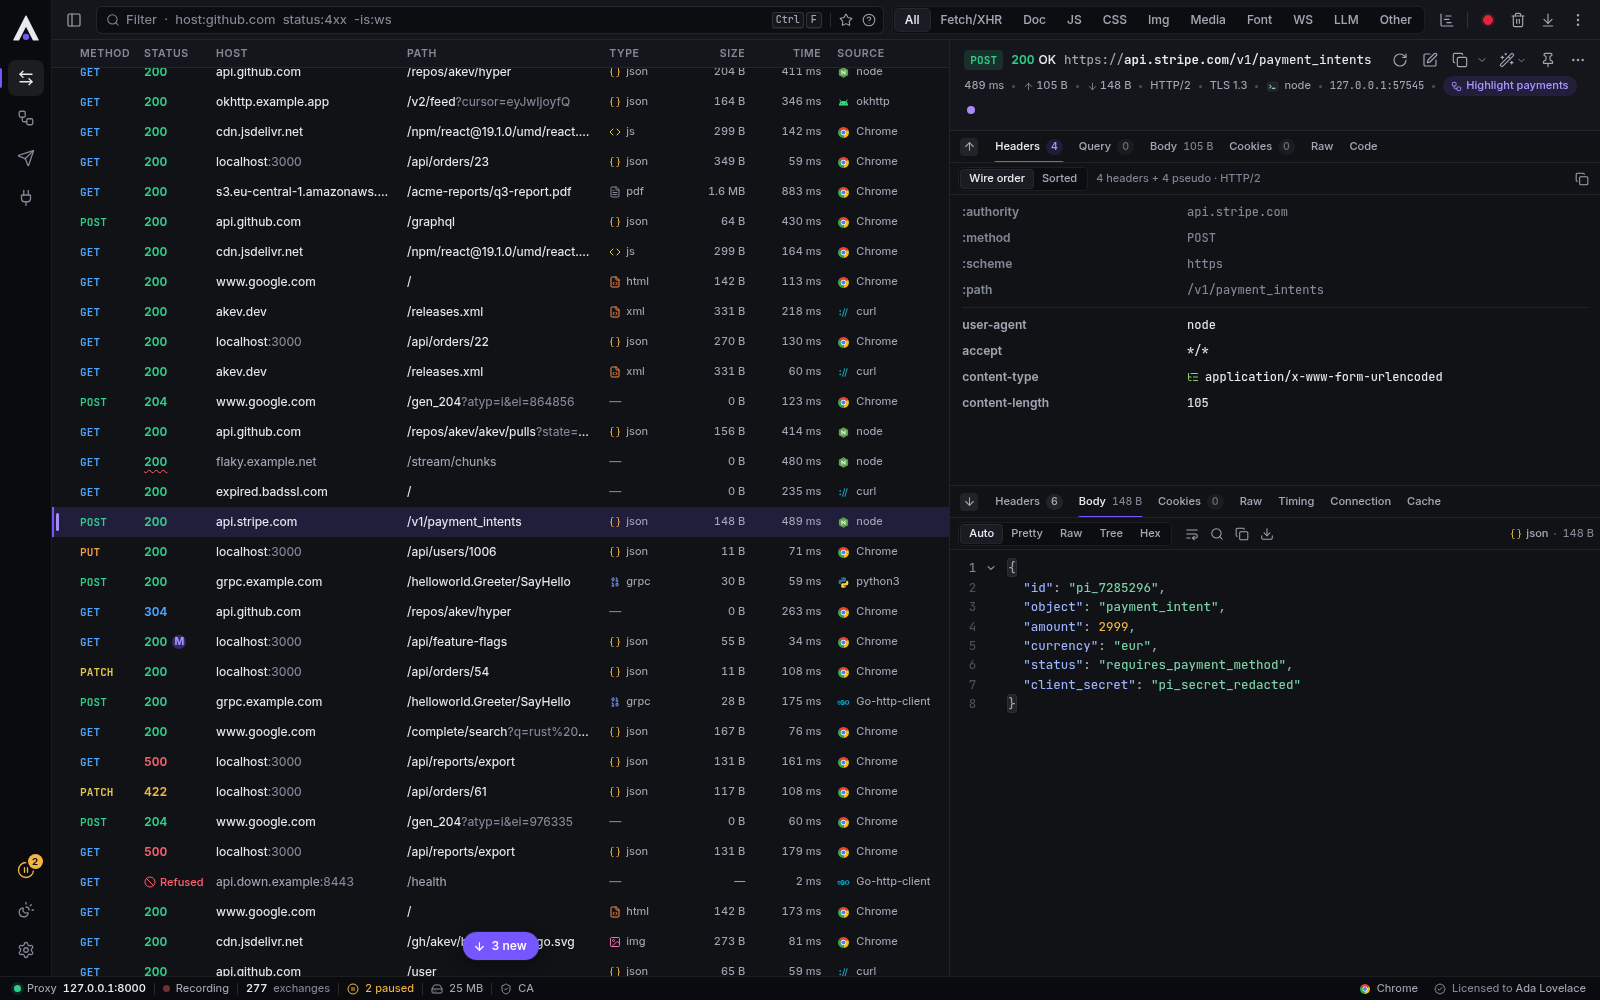 Filter · host:github.com status:4xx -is:ws Ctrl F All Fetch/XHR Doc JS CSS Img Media Font WS LLM Other
METHOD STATUS HOST PATH TYPE SIZE TIME SOURCE
GET 200 api.github.com /repos/akev/hyper {} json 204 B 411 ms node
GET 200 okhttp.example.app /v2/feed?cursor=eyJwIjoyfQ {} json 164 B 346 ms okhttp
GET 200 cdn.jsdelivr.net /npm/react@19.1.0/umd/react.... <> js 299 B 142 ms Chrome
GET 200 localhost:3000 /api/orders/23 {} json 349 B 59 ms Chrome
GET 200 s3.eu-central-1.amazonaws.... /acme-reports/q3-report.pdf pdf 1.6 MB 883 ms Chrome
POST 200 api.github.com /graphql {} json 64 B 430 ms Chrome
GET 200 cdn.jsdelivr.net /npm/react@19.1.0/umd/react.... <> js 299 B 164 ms Chrome
GET 200 www.google.com / html 142 B 113 ms Chrome
GET 200 akev.dev /releases.xml xml 331 B 218 ms curl
GET 200 localhost:3000 /api/orders/22 {} json 270 B 130 ms Chrome
GET 200 akev.dev /releases.xml xml 331 B 60 ms curl
POST 204 www.google.com /gen_204?atyp=i&ei=864856 — 0 B 123 ms Chrome
GET 200 api.github.com /repos/akev/akev/pulls?state=... {} json 156 B 414 ms node
GET 200 flaky.example.net /stream/chunks — 0 B 480 ms node
GET 200 expired.badssl.com / — 0 B 235 ms curl
POST 200 api.stripe.com /v1/payment_intents {} json 148 B 489 ms node
PUT 200 localhost:3000 /api/users/1006 {} json 11 B 71 ms Chrome
POST 200 grpc.example.com /helloworld.Greeter/SayHello grpc 30 B 59 ms python3
GET 304 api.github.com /repos/akev/hyper — 0 B 263 ms Chrome
GET 200 M localhost:3000 /api/feature-flags {} json 55 B 34 ms Chrome
PATCH 200 localhost:3000 /api/orders/54 {} json 11 B 108 ms Chrome
POST 200 grpc.example.com /helloworld.Greeter/SayHello grpc 28 B 175 ms Go-http-client
GET 200 www.google.com /complete/search?q=rust%20... {} json 167 B 76 ms Chrome
GET 500 localhost:3000 /api/reports/export {} json 131 B 161 ms Chrome
PATCH 422 localhost:3000 /api/orders/61 {} json 117 B 108 ms Chrome
POST 204 www.google.com /gen_204?atyp=i&ei=976335 — 0 B 60 ms Chrome
GET 500 localhost:3000 /api/reports/export {} json 131 B 179 ms Chrome
GET Refused api.down.example:8443 /health — — 2 ms Go-http-client
GET 200 www.google.com / html 142 B 173 ms Chrome
GET 200 cdn.jsdelivr.net /gh/akev/ go.svg img 273 B 81 ms Chrome
GET 200 api.github.com /user {} json 65 B 59 ms curl
3 new
POST 200 OK https://api.stripe.com/v1/payment_intents
489 ms • ↑ 105 B • ↓ 148 B • HTTP/2 • TLS 1.3 • node • 127.0.0.1:57545 • Highlight payments
Headers 4 Query 0 Body 105 B Cookies 0 Raw Code
Wire order Sorted 4 headers + 4 pseudo · HTTP/2
:authority api.stripe.com
:method POST
:scheme https
:path /v1/payment_intents
user-agent node
accept */*
content-type application/x-www-form-urlencoded
content-length 105
Headers 6 Body 148 B Cookies 0 Raw Timing Connection Cache
Auto Pretty Raw Tree Hex {} json · 148 B
1 {
2 "id": "pi_7285296",
3 "object": "payment_intent",
4 "amount": 2999,
5 "currency": "eur",
6 "status": "requires_payment_method",
7 "client_secret": "pi_secret_redacted"
8 }
2
Proxy 127.0.0.1:8000 Recording 277 exchanges 2 paused 25 MB CA Chrome Licensed to Ada Lovelace